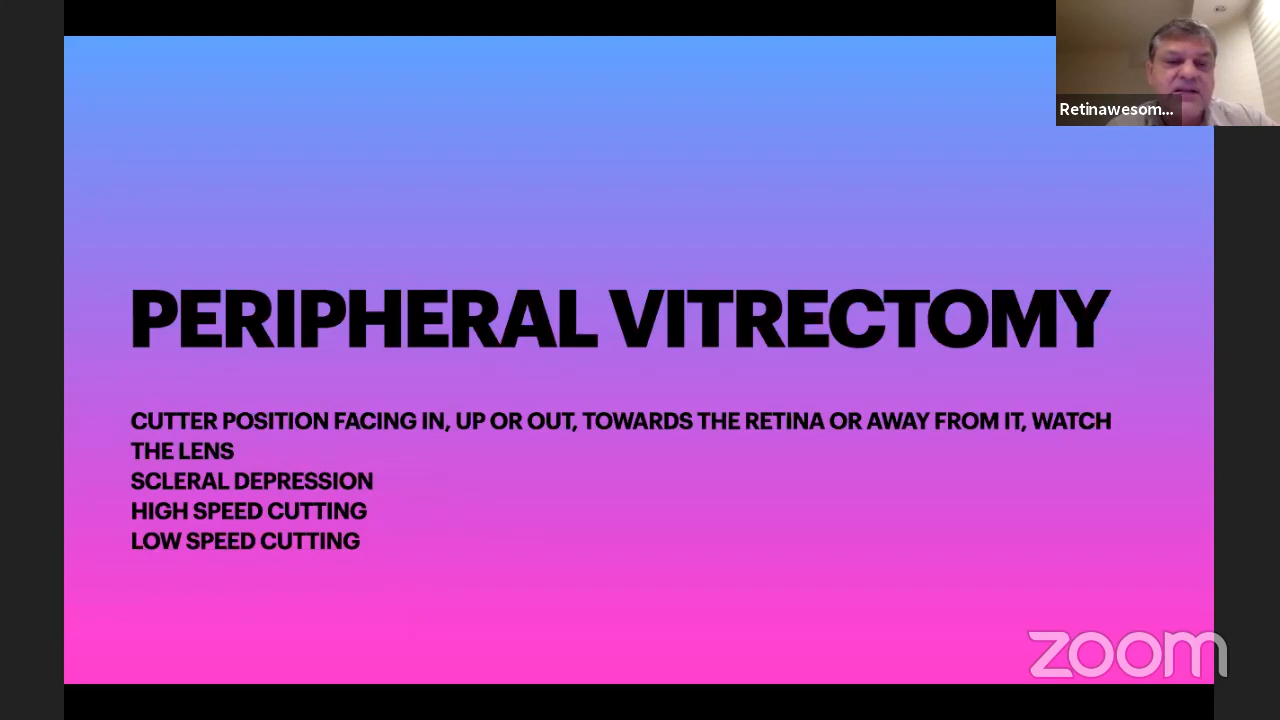 Retinawesom...
PERIPHERAL VITRECTOMY
CUTTER POSITION FACING IN, UP OR OUT, TOWARDS THE RETINA OR AWAY FROM IT, WATCH
THE LENS
SCLERAL DEPRESSION
HIGH SPEED CUTTING
LOW SPEED CUTTING
zoom